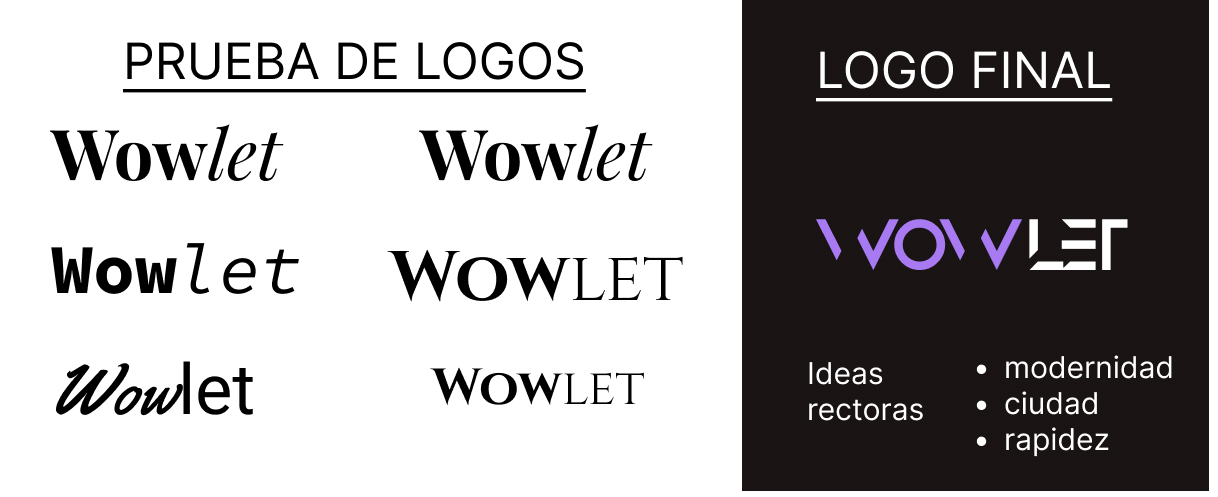 PRUEBA DE LOGOS
Wowlet
Wowlet
Wowlet
WOWLET
Wowlet
WOWLET
LOGO FINAL
WOWLET
Ideas
rectoras
• modernidad
• ciudad
• rapidez